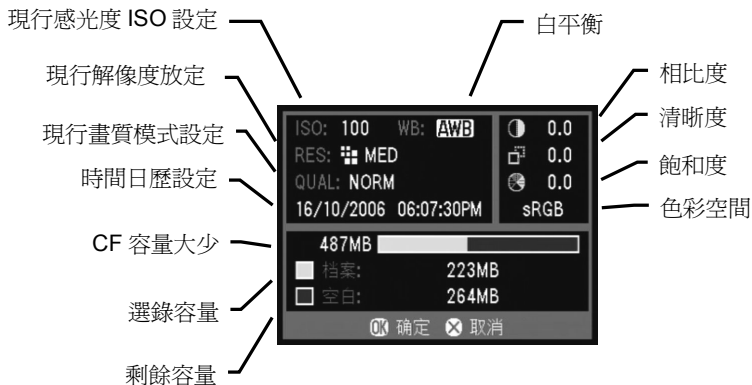 現行感光度 ISO 設定
白平衡
現行解像度放定
相比度
清晰度
現行畫質模式設定
飽和度
時間日歷設定
色彩空間
CF 容量大少
選錄容量
剩餘容量
ISO: 100 WB: AWB
0.0
RES: MED
0.0
QUAL: NORM
0.0
16/10/2006 06:07:30PM
sRGB
487MB
档案: 223MB
空白: 264MB
OK 确定 取消